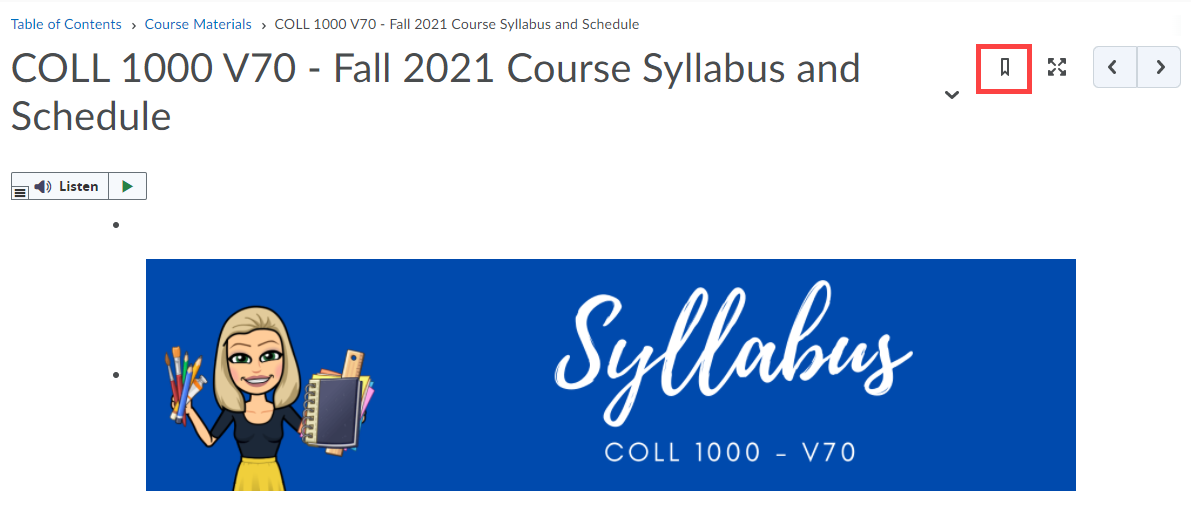 Table of Contents › Course Materials › COLL 1000 V70 - Fall 2021 Course Syllabus and Schedule
COLL 1000 V70 - Fall 2021 Course Syllabus and
Schedule
Listen
Syllabus
COLL 1000 – V70